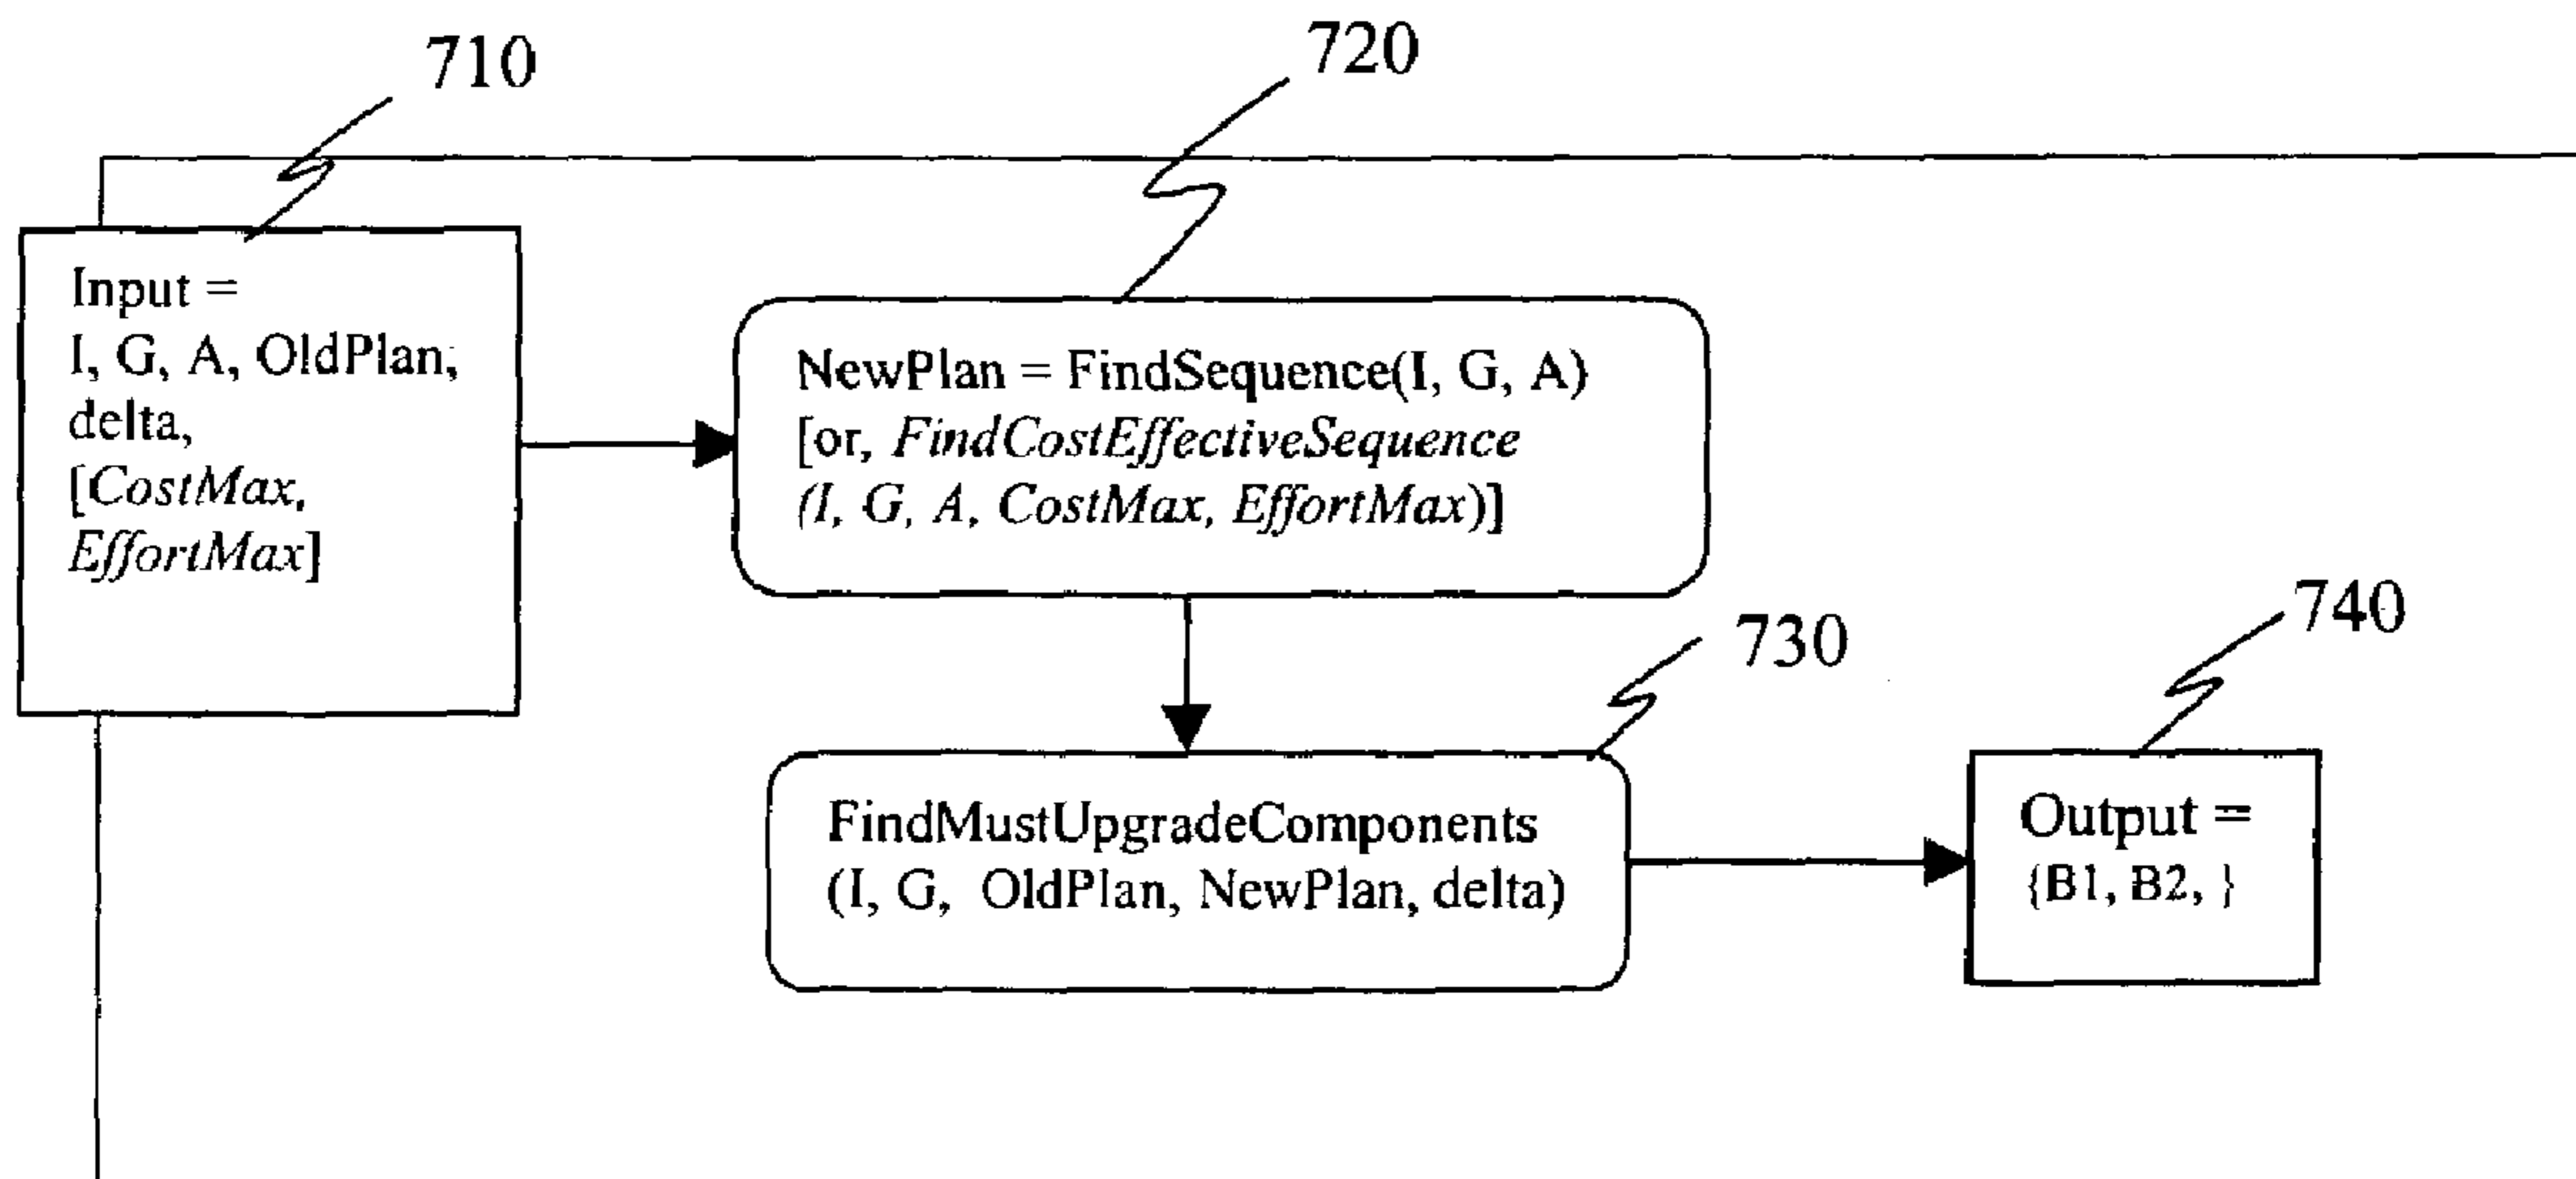 710
720
Input =
I, G, A, OldPlan,
delta,
[CostMax,
EffortMax]
NewPlan = FindSequence(I, G, A)
[or, FindCostEffectiveSequence
(I, G, A, CostMax, EffortMax)]
730
740
FindMustUpgradeComponents
(I, G, OldPlan, NewPlan, delta)
Output =
{B1, B2, }